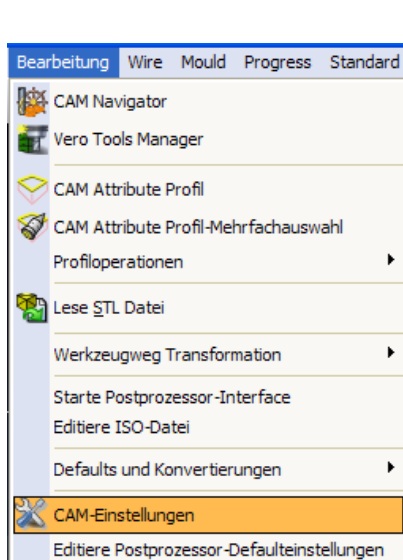 Bearbeitung Wire Mould Progress Standard
CAM Navigator
Vero Tools Manager
CAM Attribute Profil
CAM Attribute Profil-Mehrfachauswahl
Profiloperationen
Lese STL Datei
Werkzeugweg Transformation
Starte Postprozessor-Interface
Editiere ISO-Datei
Defaults und Konvertierungen
CAM-Einstellungen
Editiere Postprozessor-Defaulteinstellungen